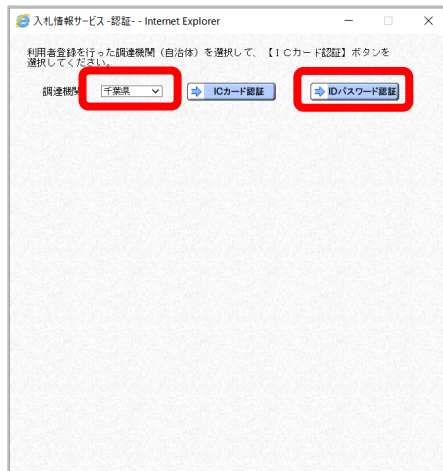 入札情報サービス -認証- - Internet Explorer
利用者登録を行った調達機関（自治体）を選択して、【ＩＣカード認証】ボタンを
選択してください。
調達機関 千葉県 ICカード認証 IDパスワード認証